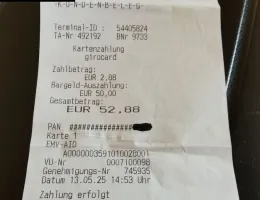 -K-U-N-D-E-N-B-E-L-E-G-
Terminal-ID : 54405824
TA-Nr 492192 BNr 9733
Kartenzahlung
girocard
Zahlbetrag:
EUR 2,88
Bargeld-Auszahlung:
EUR 50,00
Gesamtbetrag:
EUR 52,88
PAN ###############
Karte 1
EMV-AID
A0000003591010028001
VU-Nr 0007100098
Genehmigungs-Nr 745935
Datum 13.05.25 14:53 Uhr
Zahlung erfolgt